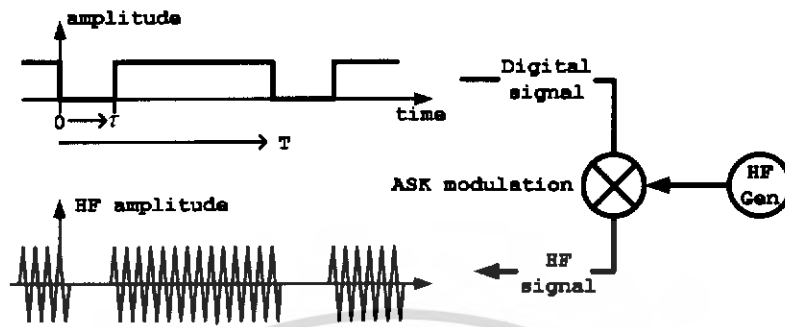 amplitude
0
τ
time
T
HF amplitude
Digital
signal
ASK modulation
HF
Gen
HF
signal